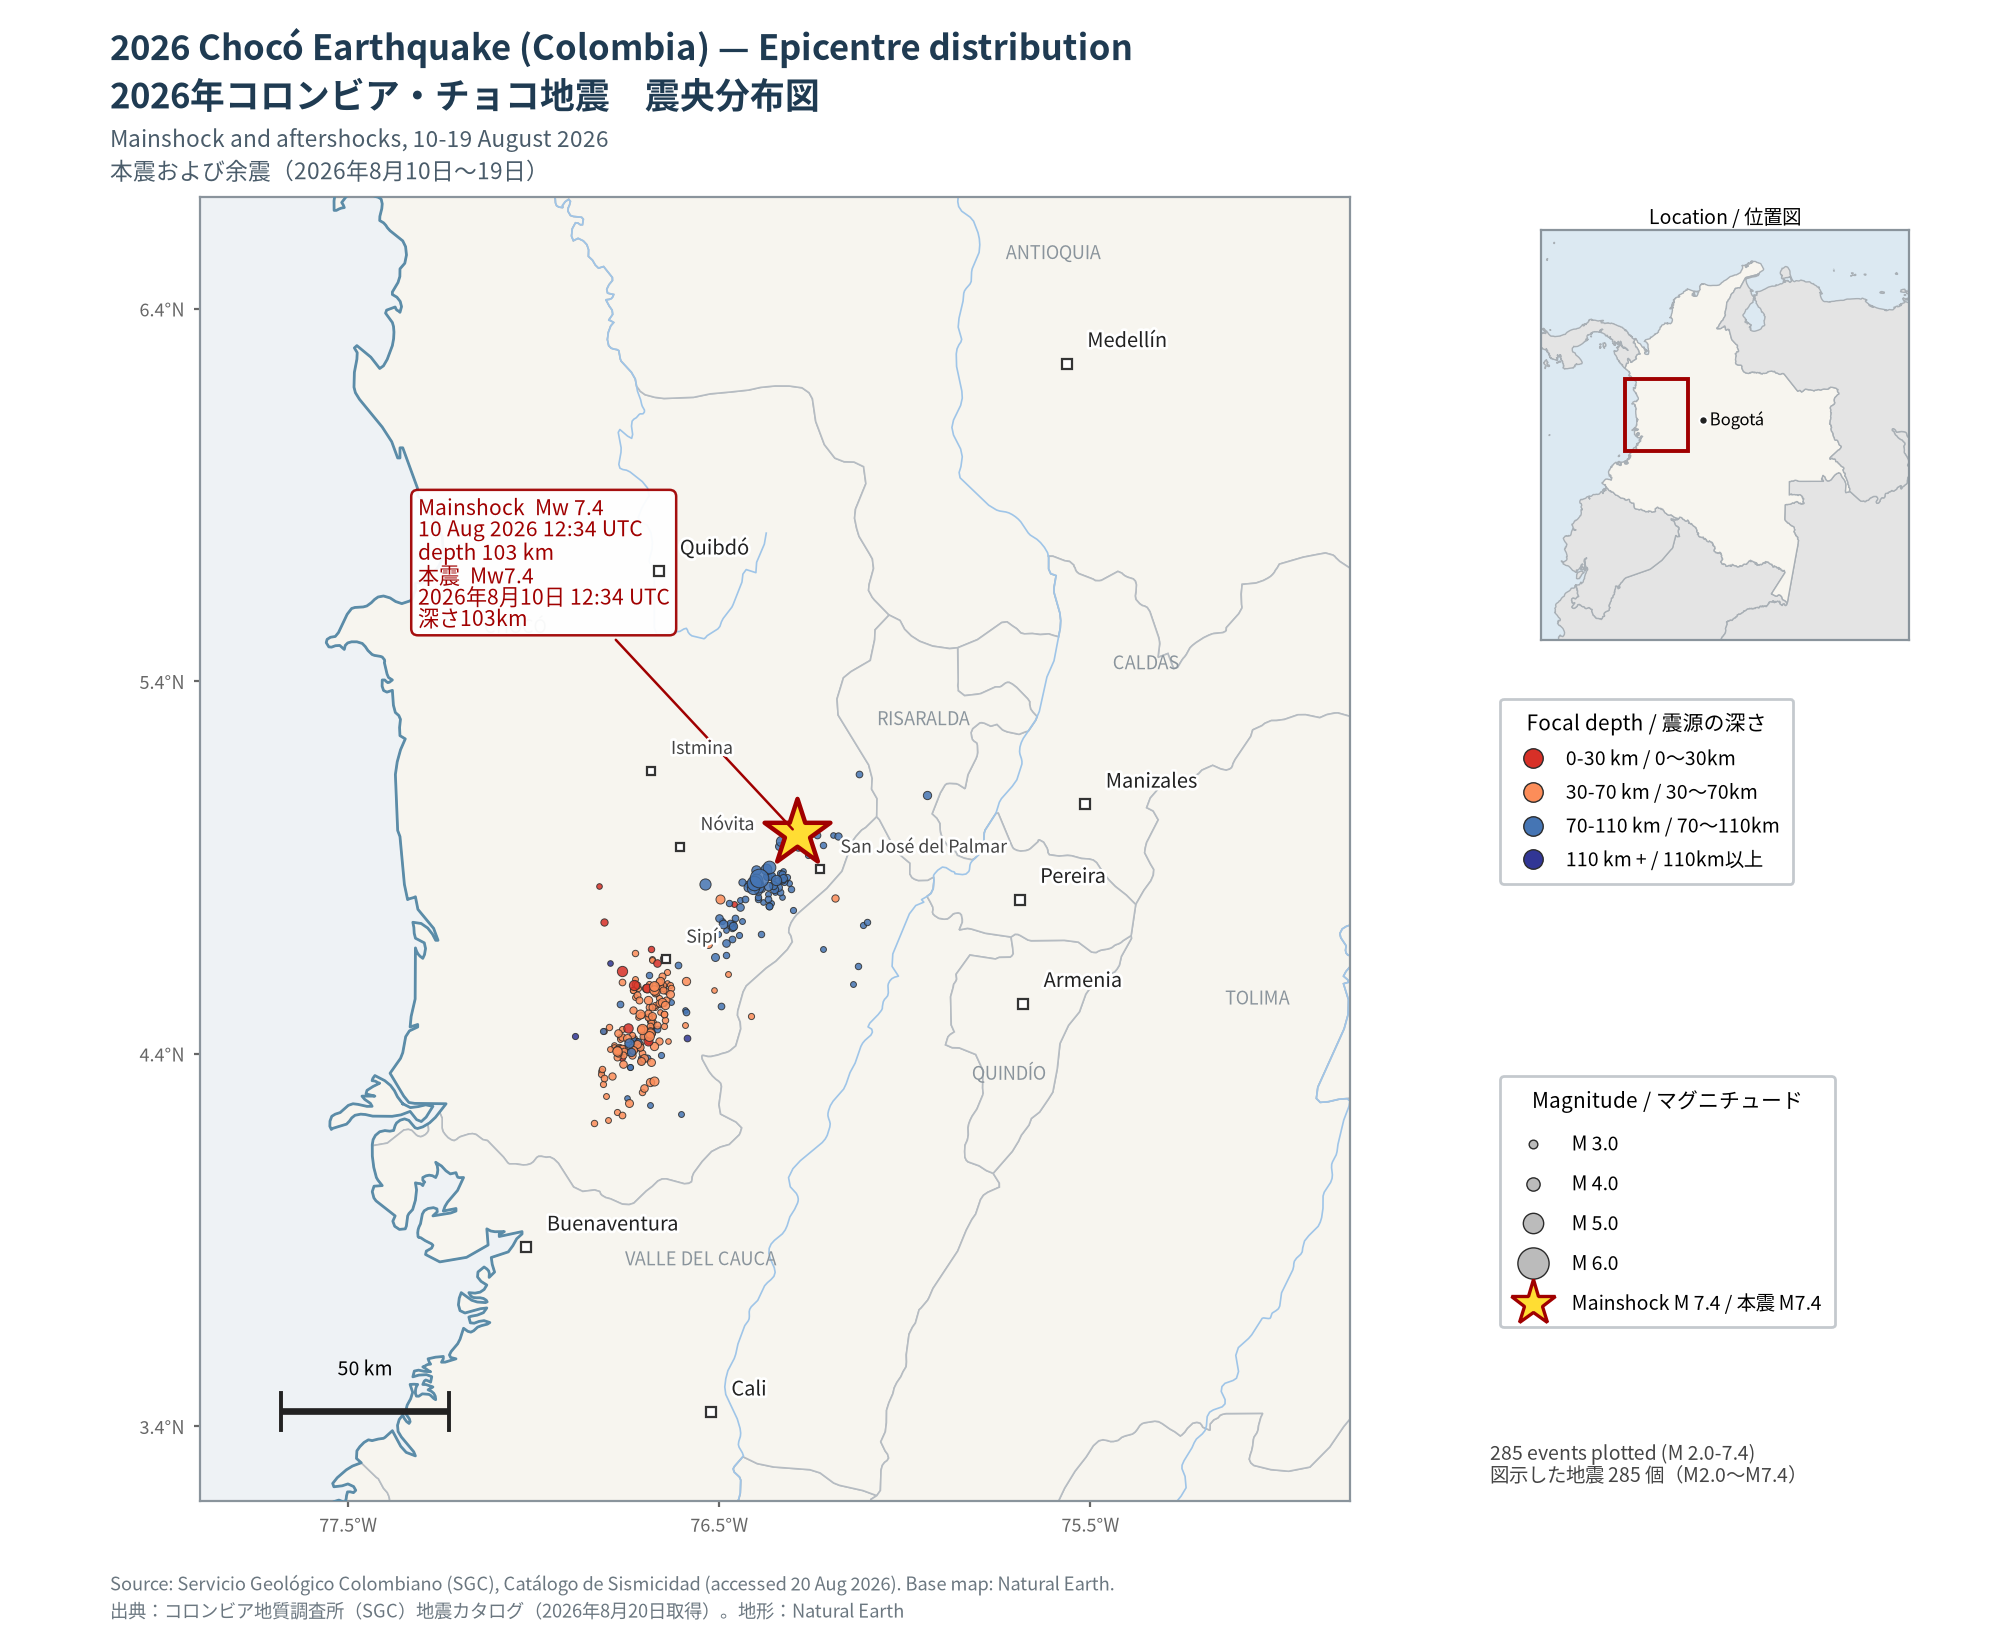 2026 Chocó Earthquake (Colombia) — Epicentre distribution
2026年コロンビア・チョコ地震　震央分布図
Mainshock and aftershocks, 10-19 August 2026
本震および余震（2026年8月10日～19日）
Location / 位置図
Bogotá
ANTIOQUIA
6.4°N
Medellín
Mainshock  Mw 7.4
10 Aug 2026 12:34 UTC
depth 103 km
本震  Mw7.4
2026年8月10日 12:34 UTC
深さ103km
Quibdó
CALDAS
5.4°N
RISARALDA
Istmina
Manizales
Nóvita
San José del Palmar
Pereira
Sipí
Armenia
TOLIMA
4.4°N
QUINDÍO
Buenaventura
VALLE DEL CAUCA
50 km
Cali
3.4°N
77.5°W
76.5°W
75.5°W
Focal depth / 震源の深さ
0-30 km / 0～30km
30-70 km / 30～70km
70-110 km / 70～110km
110 km + / 110km以上
Magnitude / マグニチュード
M 3.0
M 4.0
M 5.0
M 6.0
Mainshock M 7.4 / 本震 M7.4
285 events plotted (M 2.0-7.4)
図示した地震 285 個（M2.0～M7.4）
Source: Servicio Geológico Colombiano (SGC), Catálogo de Sismicidad (accessed 20 Aug 2026). Base map: Natural Earth.
出典：コロンビア地質調査所（SGC）地震カタログ（2026年8月20日取得）。地形：Natural Earth